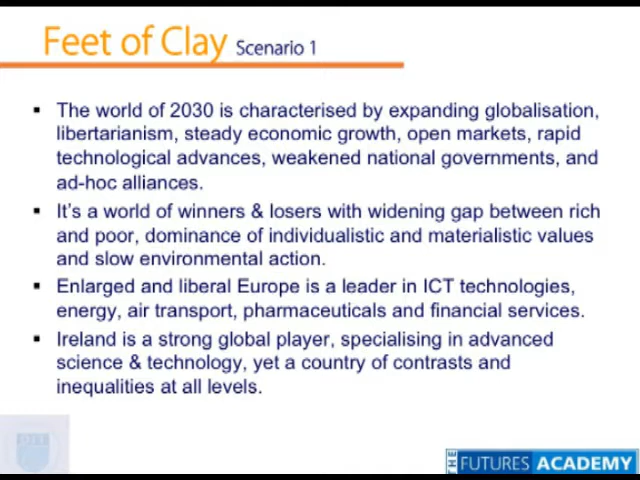 Feet of Clay Scenario 1
▪ The world of 2030 is characterised by expanding globalisation,
libertarianism, steady economic growth, open markets, rapid
technological advances, weakened national governments, and
ad-hoc alliances.
▪ It's a world of winners & losers with widening gap between rich
and poor, dominance of individualistic and materialistic values
and slow environmental action.
▪ Enlarged and liberal Europe is a leader in ICT technologies,
energy, air transport, pharmaceuticals and financial services.
▪ Ireland is a strong global player, specialising in advanced
science & technology, yet a country of contrasts and
inequalities at all levels.
DIT
THE FUTURES ACADEMY